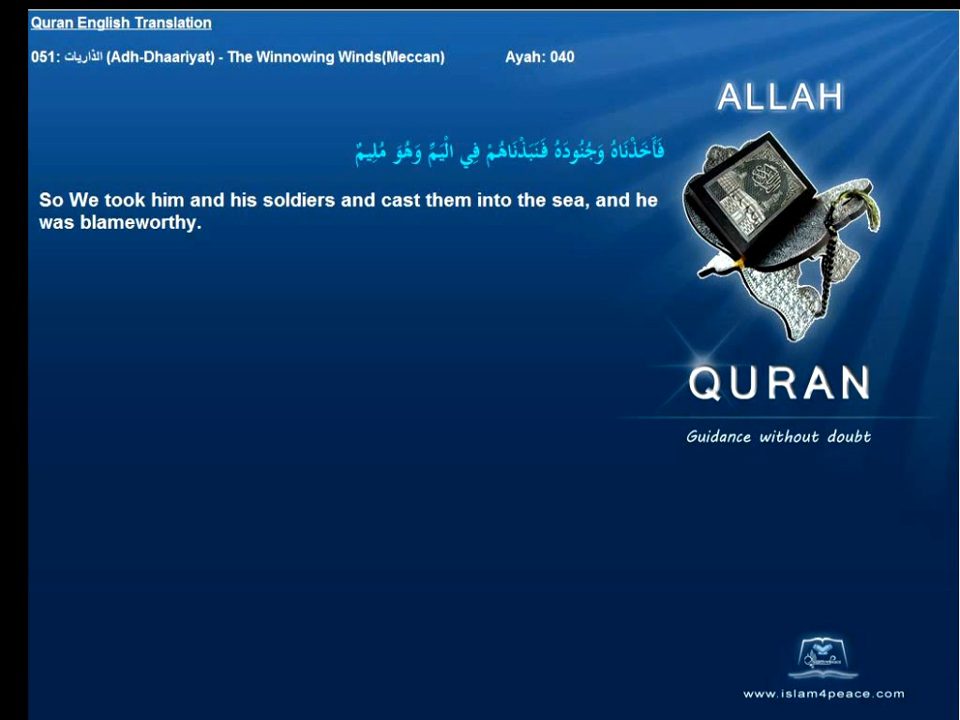 Quran English Translation
051: الذاريات (Adh-Dhaariyat) - The Winnowing Winds(Meccan) Ayah: 040
ALLAH
فَأَخَذْنَاهُ وَجُنُودَهُ فَنَبَذْنَاهُمْ فِي الْيَمِّ وَهُوَ مُلِيمٌ
So We took him and his soldiers and cast them into the sea, and he
was blameworthy.
QURAN
Guidance without doubt
www.islam4peace.com